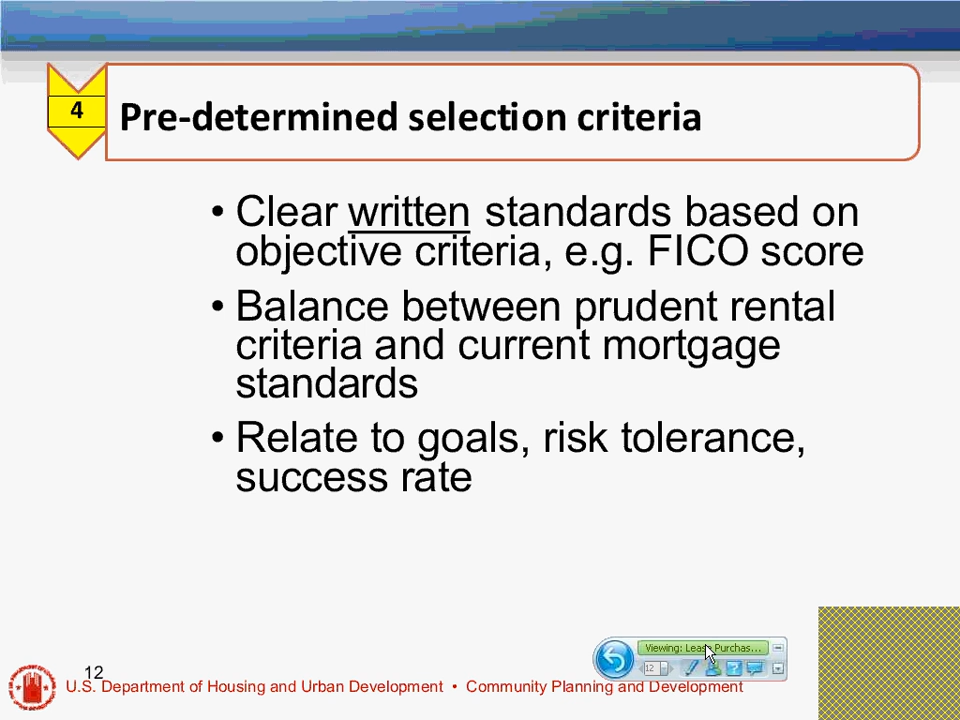 4
Pre-determined selection criteria
• Clear written standards based on
objective criteria, e.g. FICO score
• Balance between prudent rental
criteria and current mortgage
standards
• Relate to goals, risk tolerance,
success rate
Viewing: Lease Purchas...
12
12
U.S. Department of Housing and Urban Development • Community Planning and Development